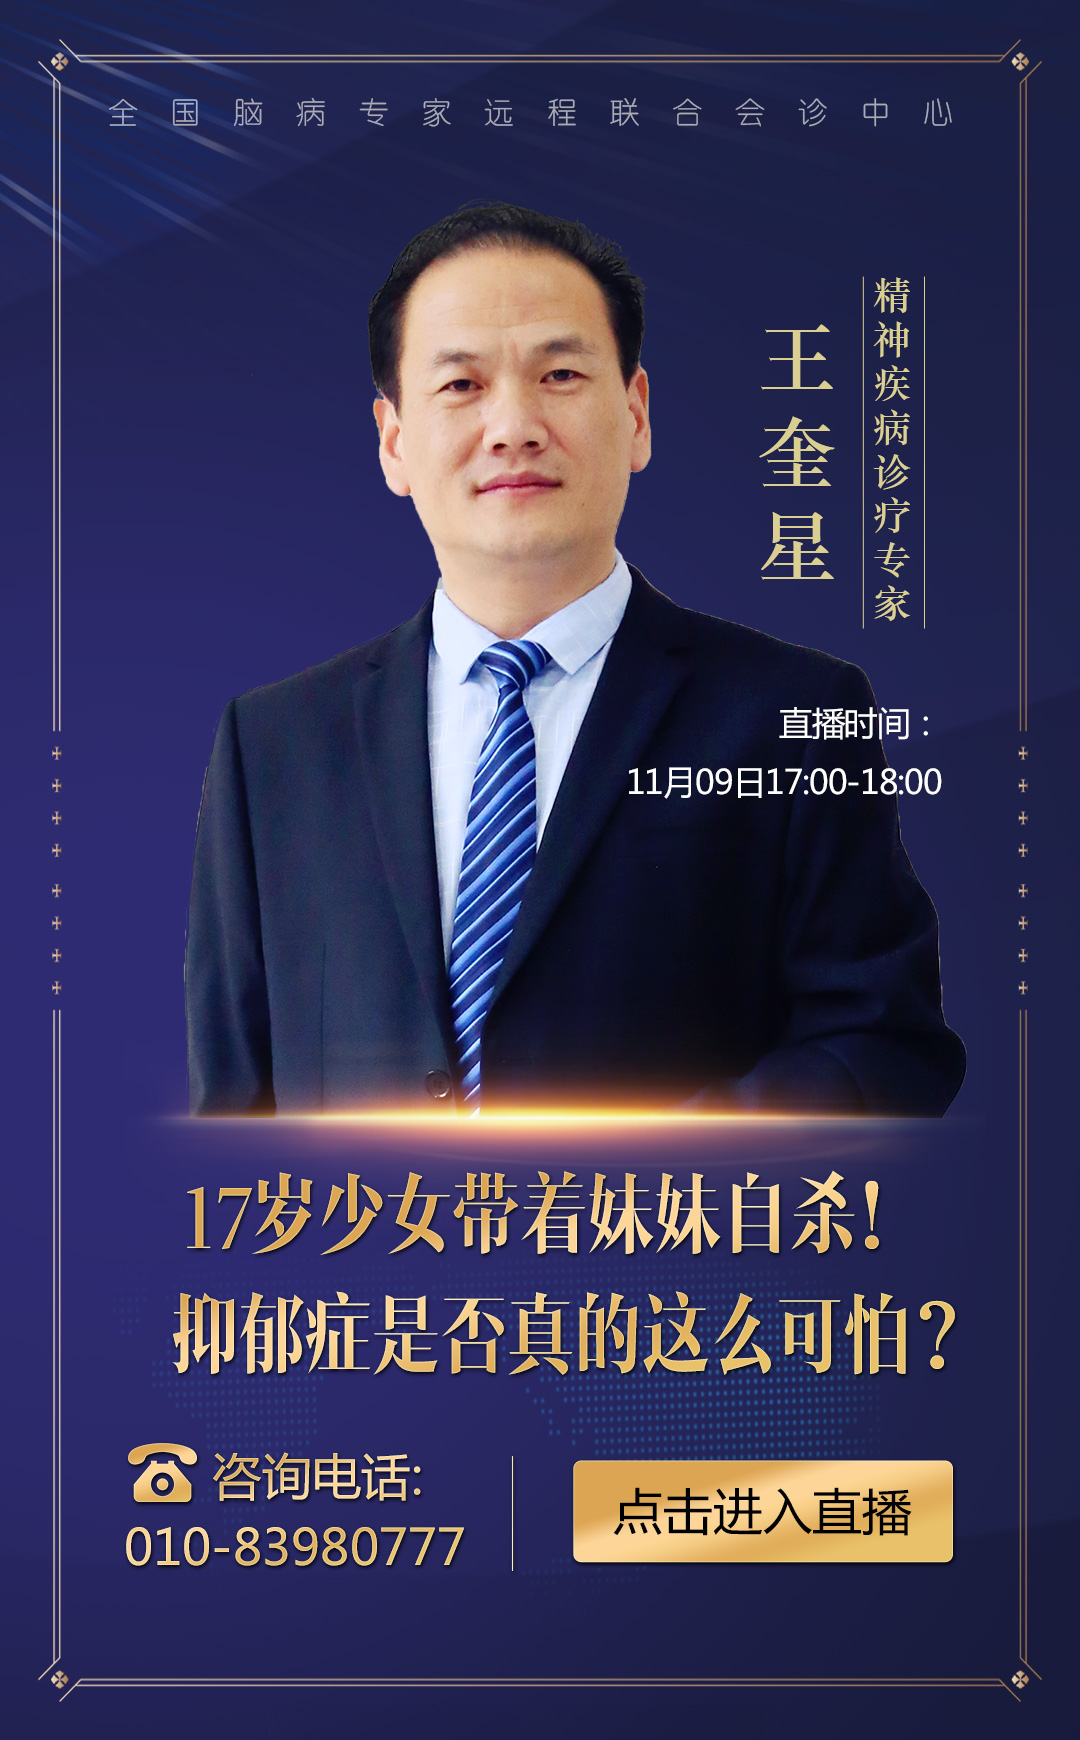 全国脑病专家远程联合会诊中心
精神疾病诊疗专家
王奎星
直播时间：
11月09日17:00-18:00
17岁少女带着妹妹自杀！
抑郁症是否真的这么可怕？
咨询电话:
010-83980777
点击进入直播